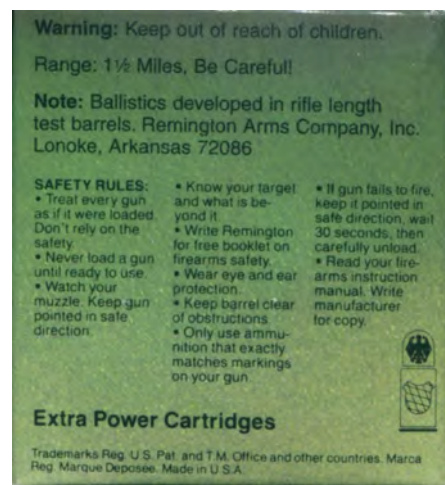 Warning: Keep out of reach of children.
Range: 1½ Miles, Be Careful!
Note: Ballistics developed in rifle length
test barrels. Remington Arms Company, Inc.
Lonoke, Arkansas 72086
SAFETY RULES:
• Treat every gun
as if it were loaded.
Don't rely on the
safety.
• Never load a gun
until ready to use.
• Watch your
muzzle. Keep gun
pointed in safe
direction.
• Know your target
and what is be-
yond it.
• Write Remington
for free booklet on
firearms safety.
• Wear eye and ear
protection.
• Keep barrel clear
of obstructions.
• Only use ammu-
nition that exactly
matches markings
on your gun.
• If gun fails to fire,
keep it pointed in
safe direction, wait
30 seconds, then
carefully unload.
• Read your fire-
arms instruction
manual. Write
manufacturer
for copy.
Extra Power Cartridges
Trademarks Reg. U.S. Pat. and T.M. Office and other countries. Marca
Reg. Marque Deposee. Made in U.S.A.